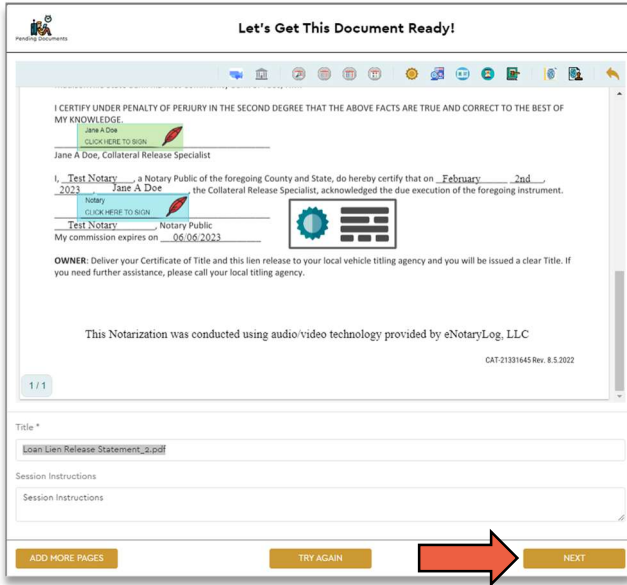 Let's Get This Document Ready!
Pending Documents
I CERTIFY UNDER PENALTY OF PERJURY IN THE SECOND DEGREE THAT THE ABOVE FACTS ARE TRUE AND CORRECT TO THE BEST OF
MY KNOWLEDGE.
Jane A Doe
CLICK HERE TO SIGN
Jane A Doe, Collateral Release Specialist
I, Test Notary, a Notary Public of the foregoing County and State, do hereby certify that on February 2nd,
2023, Jane A Doe, the Collateral Release Specialist, acknowledged the due execution of the foregoing instrument.
Notary
CLICK HERE TO SIGN
Test Notary, Notary Public
My commission expires on 06/06/2023
OWNER: Deliver your Certificate of Title and this lien release to your local vehicle titling agency and you will be issued a clear Title. If
you need further assistance, please call your local titling agency.
This Notarization was conducted using audio/video technology provided by eNotaryLog, LLC
CAT-21331645 Rev. 8.5.2022
1 / 1
Title *
Loan Lien Release Statement_2.pdf
Session Instructions
Session Instructions
ADD MORE PAGES
TRY AGAIN
NEXT